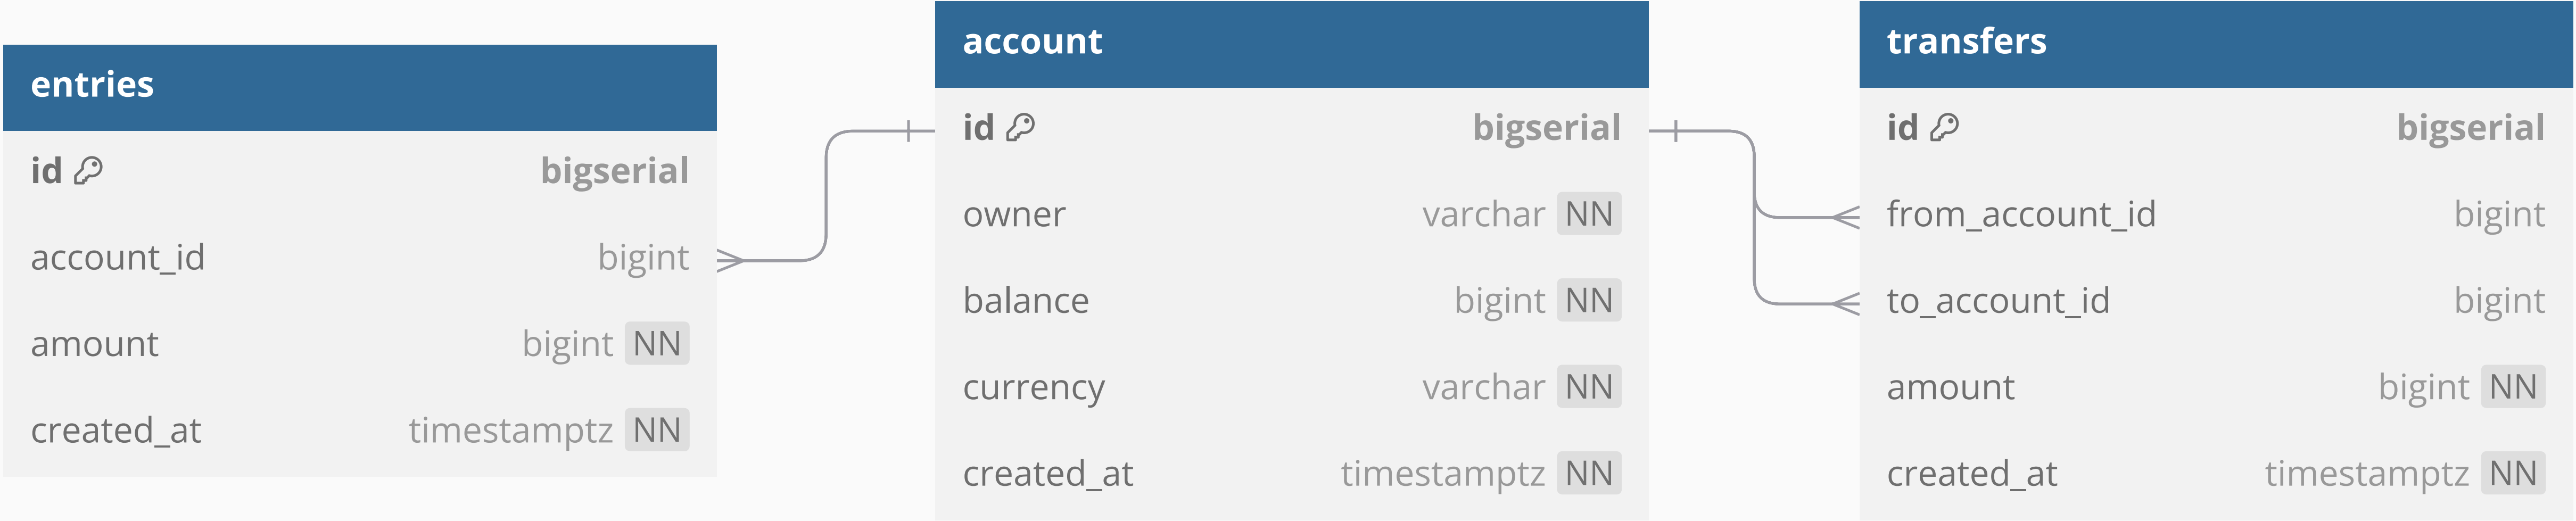 entries
id bigserial
account_id bigint
amount bigint NN
created_at timestamptz NN
account
id bigserial
owner varchar NN
balance bigint NN
currency varchar NN
created_at timestamptz NN
transfers
id bigserial
from_account_id bigint
to_account_id bigint
amount bigint NN
created_at timestamptz NN